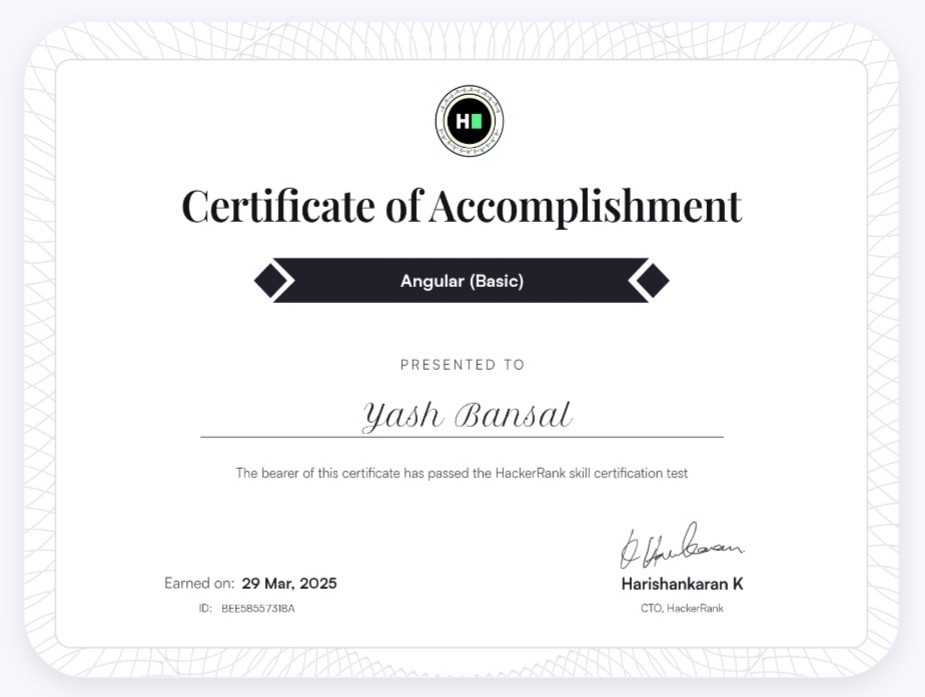 H
Certificate of Accomplishment
Angular (Basic)
PRESENTED TO
Yash Bansal
The bearer of this certificate has passed the HackerRank skill certification test
Earned on: 29 Mar, 2025
ID: BEE58557318A
Harishankaran K
CTO, HackerRank